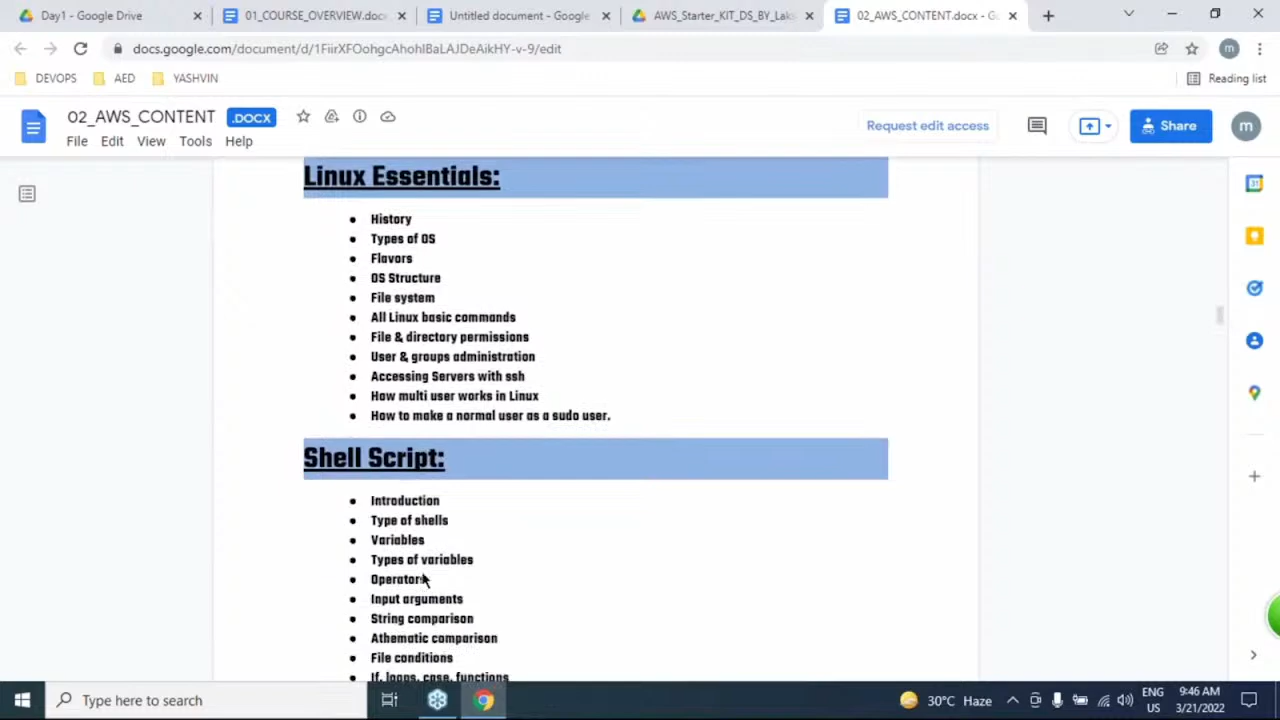 Day1 - Google Drive
01_COURSE_OVERVIEW.docx
Untitled document - Google
AWS_Starter_KIT_DS_BY_Laks
02_AWS_CONTENT.docx - G
docs.google.com/document/d/1FiirXFOohgcAhohIBaLAJDeAikHY-v-9/edit
m
DEVOPS
AED
YASHVIN
Reading list
02_AWS_CONTENT
.DOCX
Request edit access
Share
m
File Edit View Tools Help
31
Linux Essentials:
• History
• Types of OS
• Flavors
• OS Structure
• File system
• All Linux basic commands
• File & directory permissions
• User & groups administration
• Accessing Servers with ssh
• How multi user works in Linux
• How to make a normal user as a sudo user.
Shell Script:
• Introduction
• Type of shells
• Variables
• Types of variables
• Operators
• Input arguments
• String comparison
• Athematic comparison
• File conditions
• If, loops, case, functions
Type here to search
30°C Haze
ENG
US
9:46 AM
3/21/2022